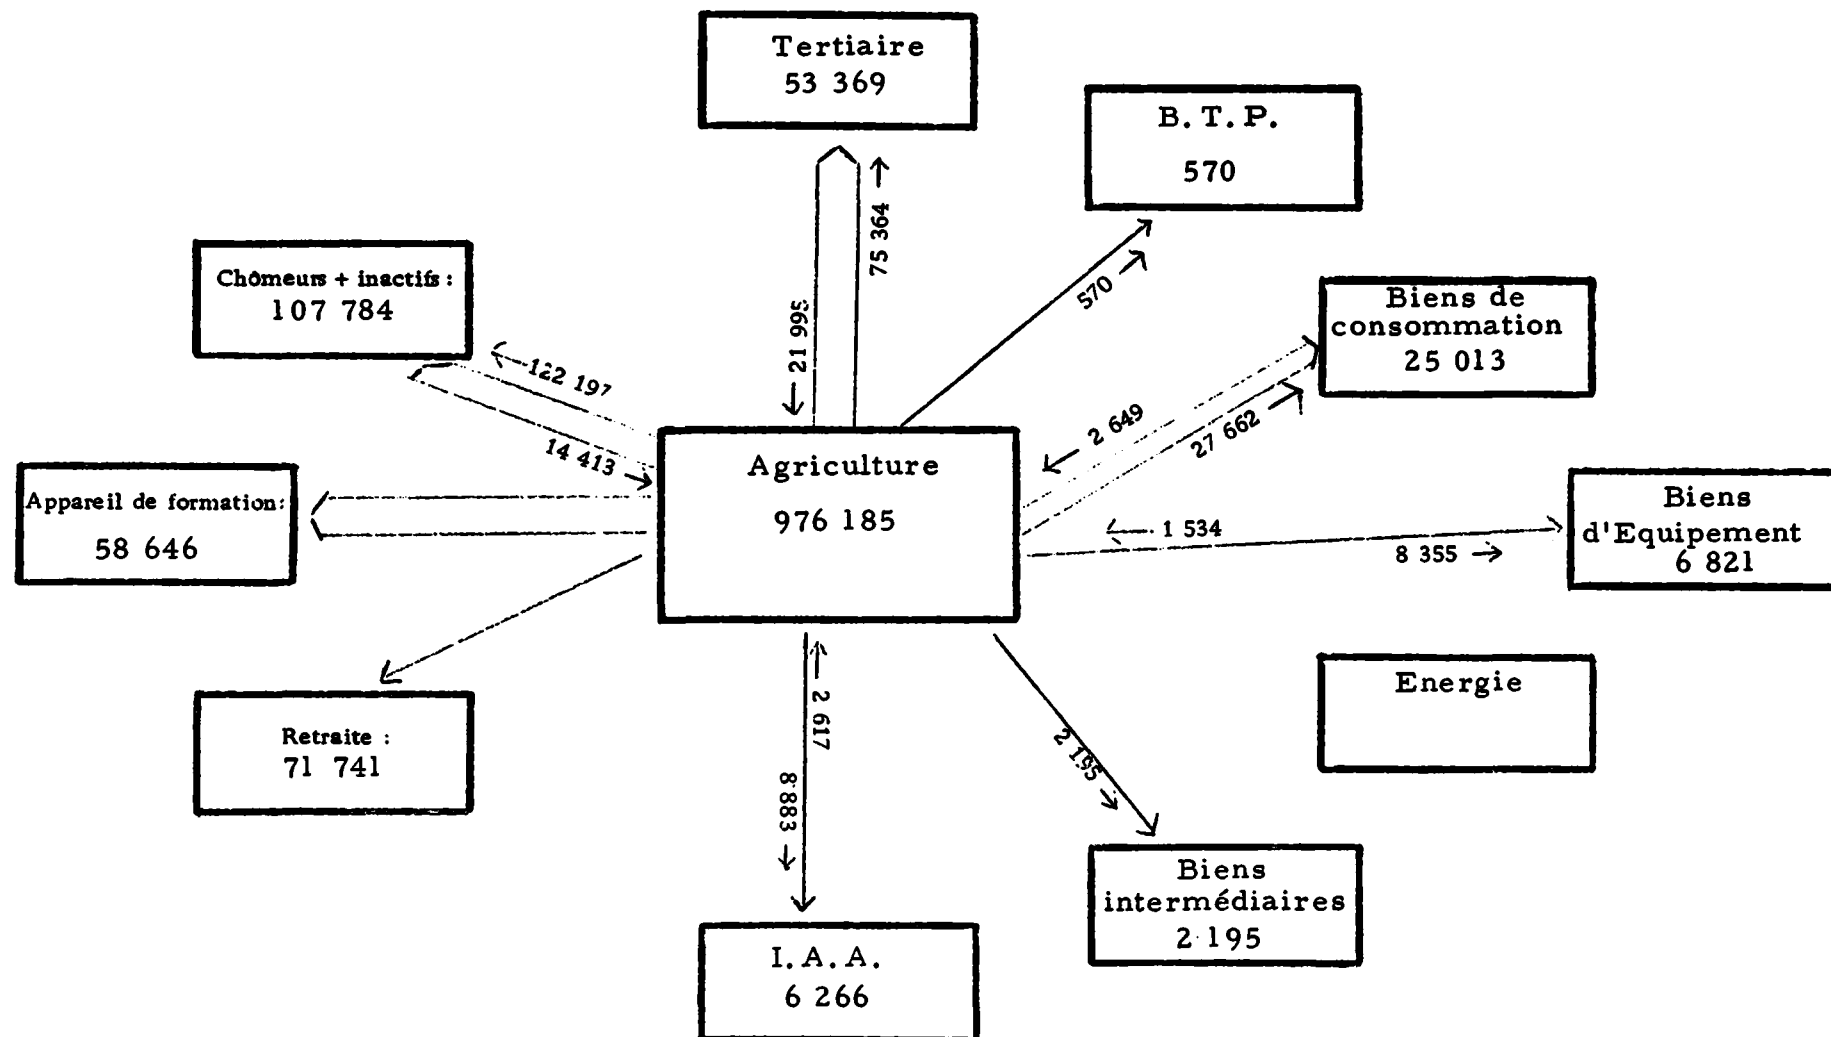 Tertiaire
53 369
B. T. P.
570
75 364
21 995
570
Chômeurs + inactifs :
107 784
122 197
14 413
Biens de
consommation
25 013
2 649
27 662
Agriculture
976 185
Appareil de formation:
58 646
Biens
d'Equipement
6 821
1 534
8 355
Retraite :
71 741
Energie
2 617
8 883
2 195
Biens
intermédiaires
2 195
I. A. A.
6 266